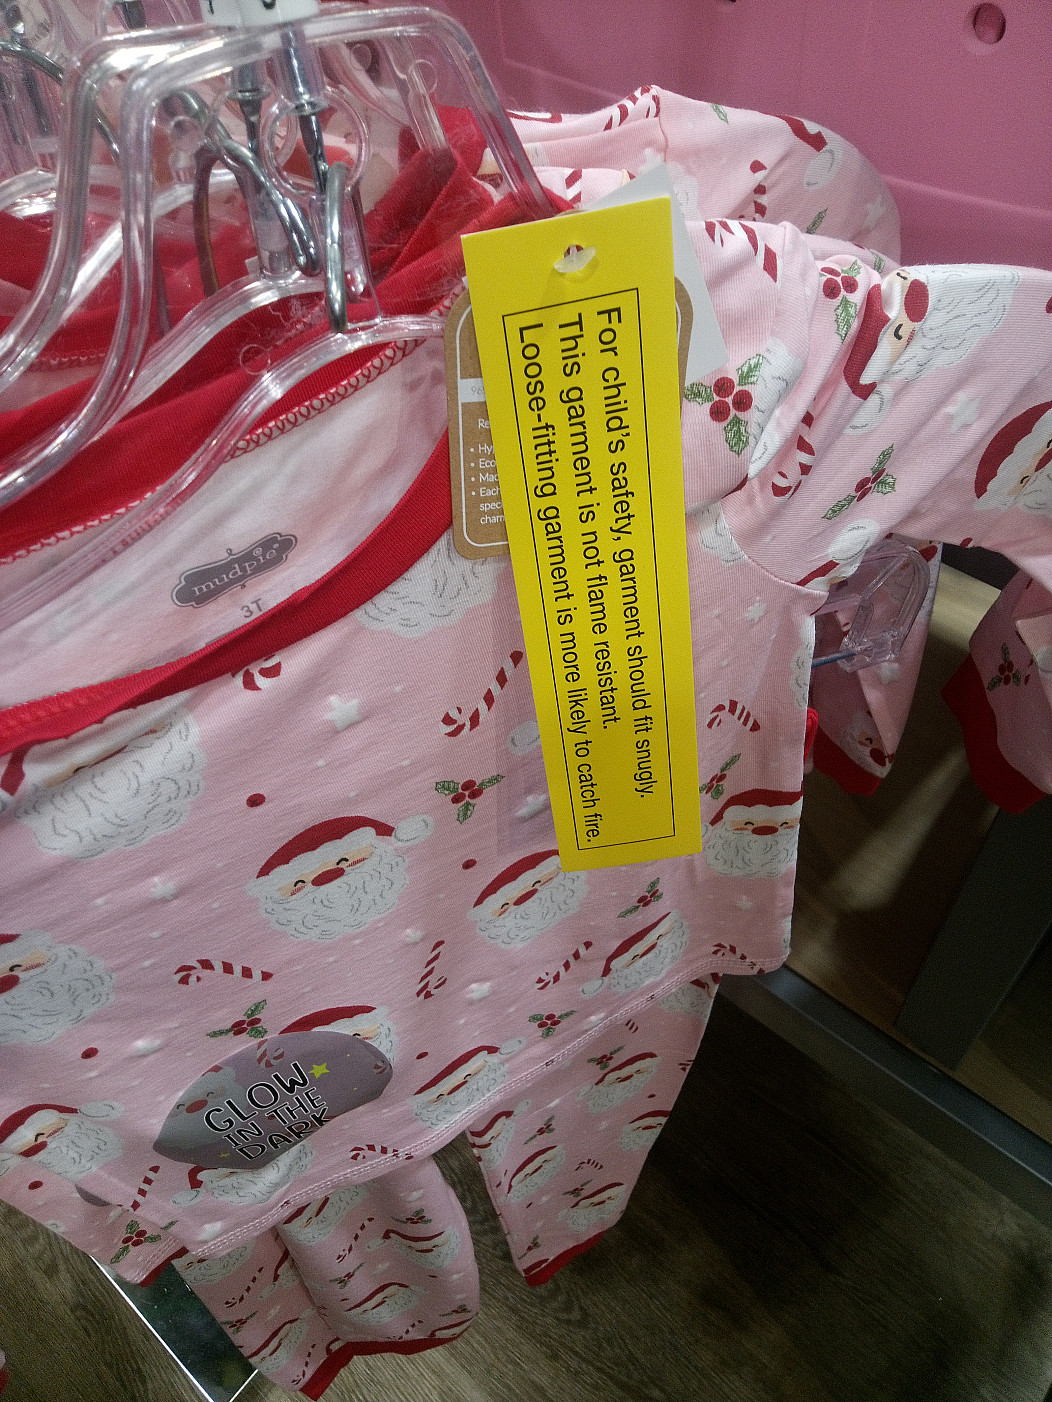 For child's safety, garment should fit snugly.
This garment is not flame resistant.
Loose-fitting garment is more likely to catch fire.
mudpie
3T
GLOW
IN THE
DARK